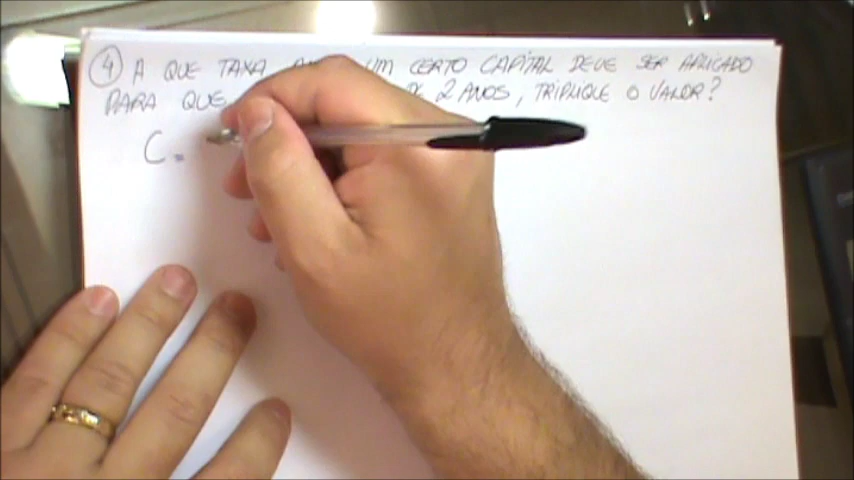 4 A QUE TAXA UM CERTO CAPITAL DEVE SER APLICADO
PARA QUE 2 ANOS, TRIPLIQUE O VALOR?
C =